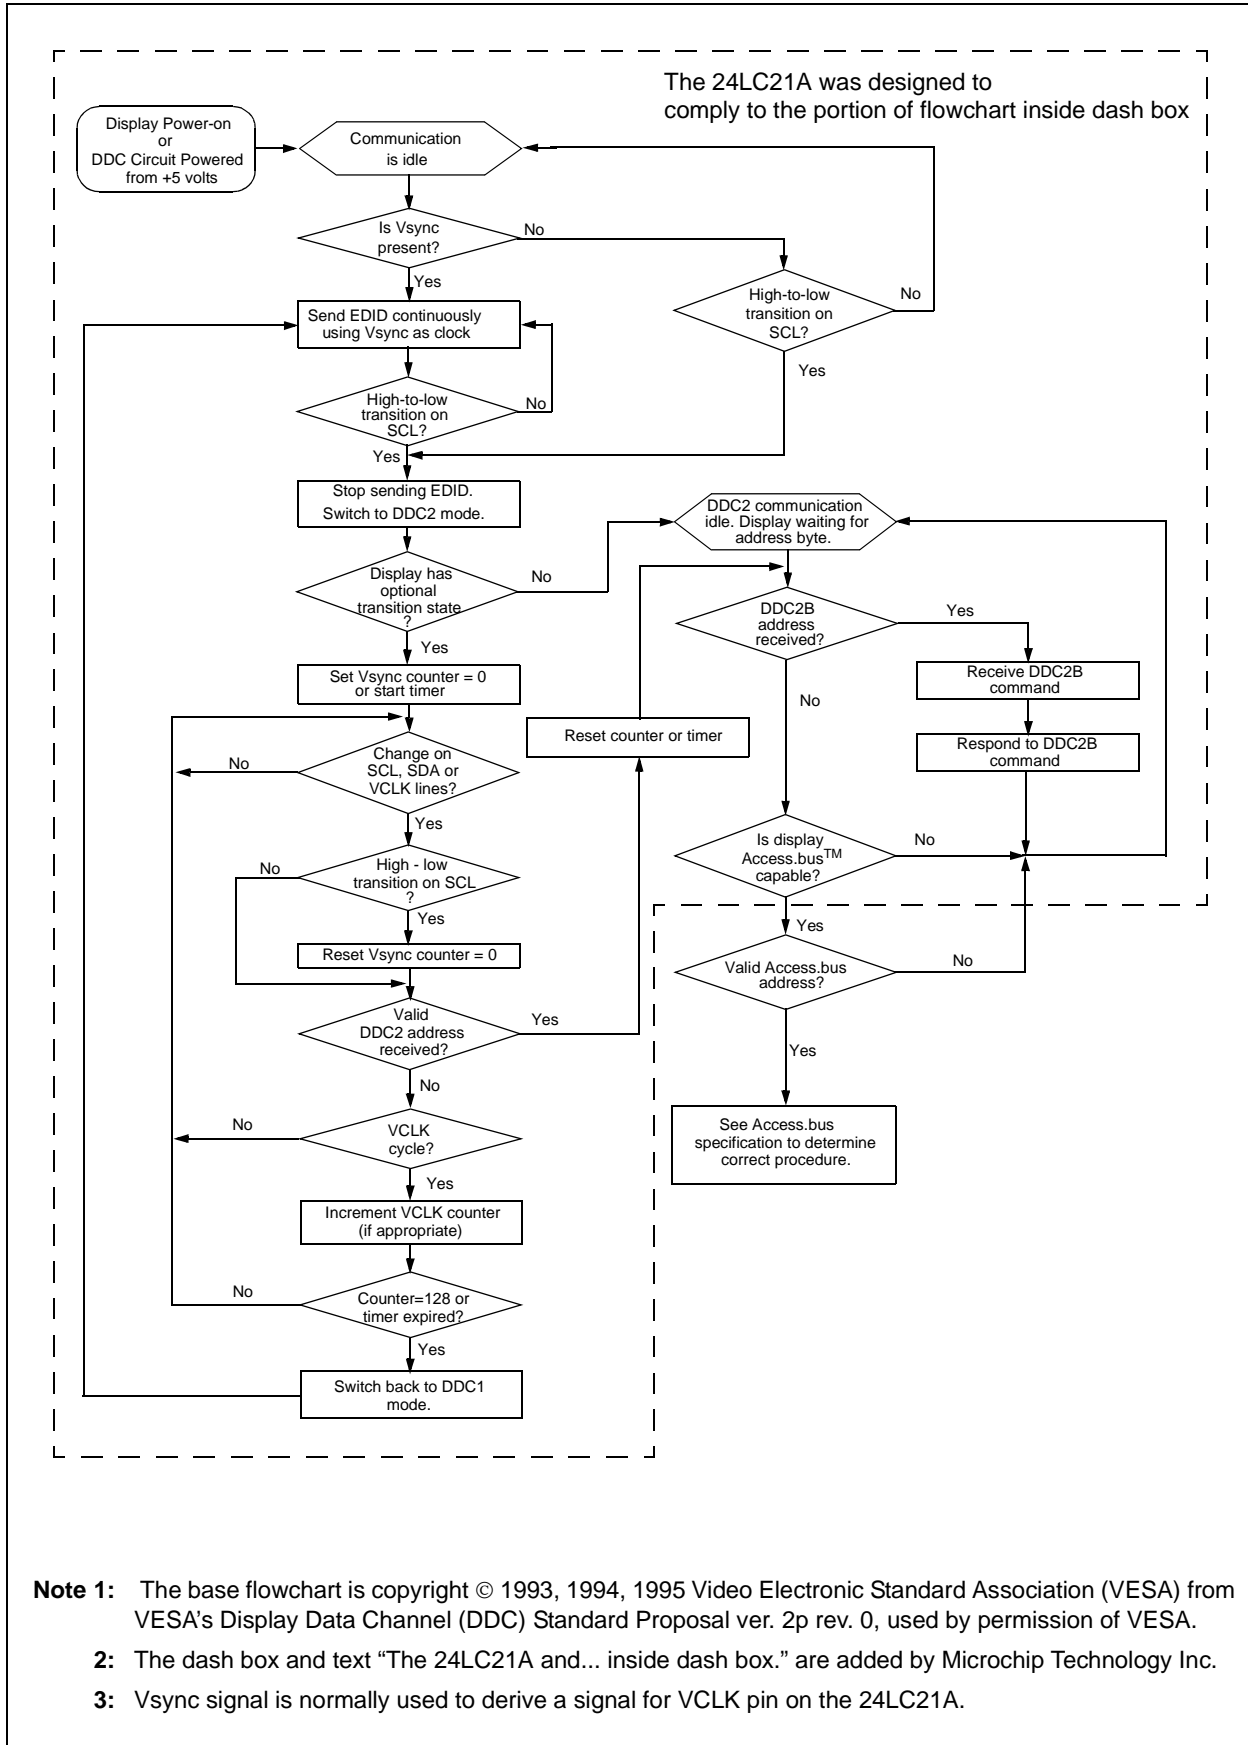 The 24LC21A was designed to
comply to the portion of flowchart inside dash box
Display Power-on
or
DDC Circuit Powered
from +5 volts
Communication
is idle
Is Vsync
present?
No
Yes
High-to-low
transition on
SCL?
No
Yes
Send EDID continuously
using Vsync as clock
High-to-low
transition on
SCL?
No
Yes
Stop sending EDID.
Switch to DDC2 mode.
DDC2 communication
idle. Display waiting for
address byte.
Display has
optional
transition state
?
No
Yes
DDC2B
address
received?
Yes
No
Set Vsync counter = 0
or start timer
Receive DDC2B
command
Reset counter or timer
Respond to DDC2B
command
Change on
SCL, SDA or
VCLK lines?
No
Yes
Is display
Access.bus™
capable?
No
Yes
High - low
transition on SCL
?
No
Yes
Reset Vsync counter = 0
Valid Access.bus
address?
No
Yes
Valid
DDC2 address
received?
Yes
No
VCLK
cycle?
No
Yes
See Access.bus
specification to determine
correct procedure.
Increment VCLK counter
(if appropriate)
Counter=128 or
timer expired?
No
Yes
Switch back to DDC1
mode.
Note 1: The base flowchart is copyright © 1993, 1994, 1995 Video Electronic Standard Association (VESA) from
VESA's Display Data Channel (DDC) Standard Proposal ver. 2p rev. 0, used by permission of VESA.
2: The dash box and text “The 24LC21A and... inside dash box.” are added by Microchip Technology Inc.
3: Vsync signal is normally used to derive a signal for VCLK pin on the 24LC21A.